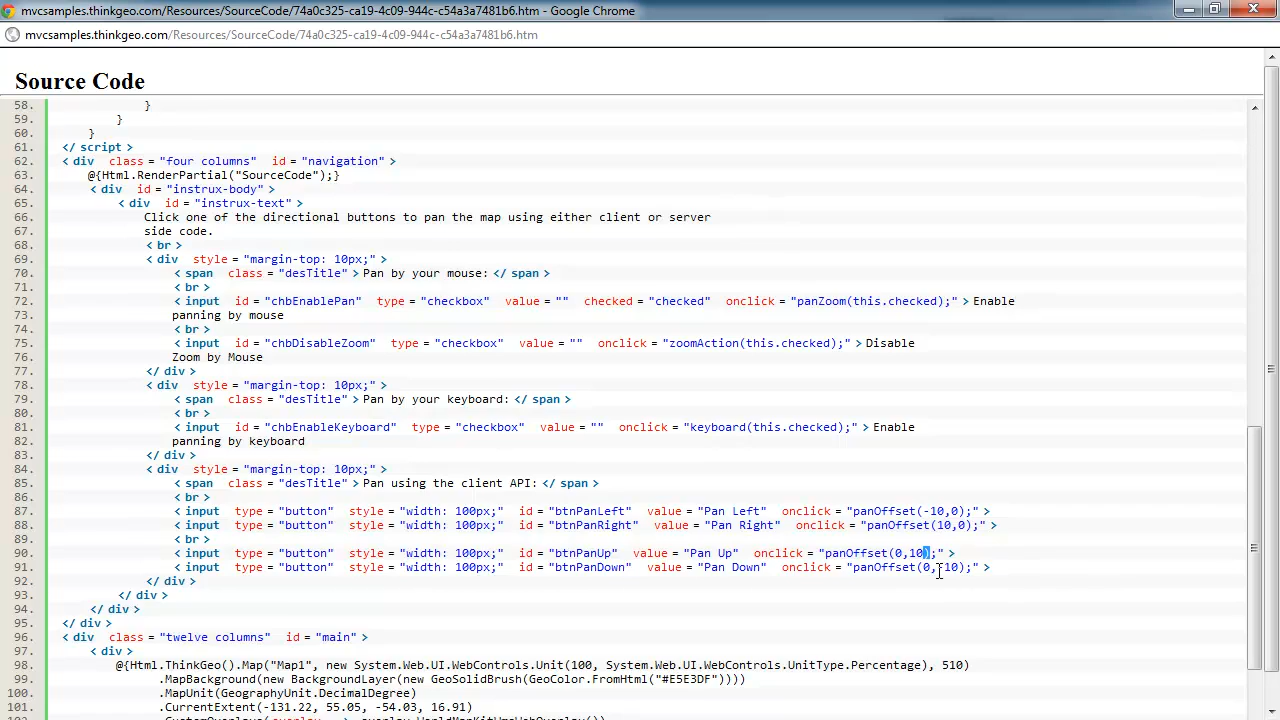 mvcsamples.thinkgeo.com/Resources/SourceCode/74a0c325-ca19-4c09-944c-c54a3a7481b6.htm - Google Chrome
mvcsamples.thinkgeo.com/Resources/SourceCode/74a0c325-ca19-4c09-944c-c54a3a7481b6.htm
Source Code
58. }
59. }
60. }
61. </ script >
62. < div class = "four columns" id = "navigation" >
63. @{Html.RenderPartial("SourceCode");}
64. < div id = "instrux-body" >
65. < div id = "instrux-text" >
66. Click one of the directional buttons to pan the map using either client or server
67. side code.
68. < br >
69. < div style = "margin-top: 10px;" >
70. < span class = "desTitle" > Pan by your mouse: </ span >
71. < br >
72. < input id = "chbEnablePan" type = "checkbox" value = "" checked = "checked" onclick = "panZoom(this.checked);" > Enable
73. panning by mouse
74. < br >
75. < input id = "chbDisableZoom" type = "checkbox" value = "" onclick = "zoomAction(this.checked);" > Disable
76. Zoom by Mouse
77. </ div >
78. < div style = "margin-top: 10px;" >
79. < span class = "desTitle" > Pan by your keyboard: </ span >
80. < br >
81. < input id = "chbEnableKeyboard" type = "checkbox" value = "" onclick = "keyboard(this.checked);" > Enable
82. panning by keyboard
83. </ div >
84. < div style = "margin-top: 10px;" >
85. < span class = "desTitle" > Pan using the client API: </ span >
86. < br >
87. < input type = "button" style = "width: 100px;" id = "btnPanLeft" value = "Pan Left" onclick = "panOffset(-10,0);" >
88. < input type = "button" style = "width: 100px;" id = "btnPanRight" value = "Pan Right" onclick = "panOffset(10,0);" >
89. < br >
90. < input type = "button" style = "width: 100px;" id = "btnPanUp" value = "Pan Up" onclick = "panOffset(0,10);" >
91. < input type = "button" style = "width: 100px;" id = "btnPanDown" value = "Pan Down" onclick = "panOffset(0,-10);" >
92. </ div >
93. </ div >
94. </ div >
95. </ div >
96. < div class = "twelve columns" id = "main" >
97. < div >
98. @{Html.ThinkGeo().Map("Map1", new System.Web.UI.WebControls.Unit(100, System.Web.UI.WebControls.UnitType.Percentage), 510)
99. .MapBackground(new BackgroundLayer(new GeoSolidBrush(GeoColor.FromHtml("#E5E3DF"))))
100. .MapUnit(GeographyUnit.DecimalDegree)
101. .CurrentExtent(-131.22, 55.05, -54.03, 16.91)